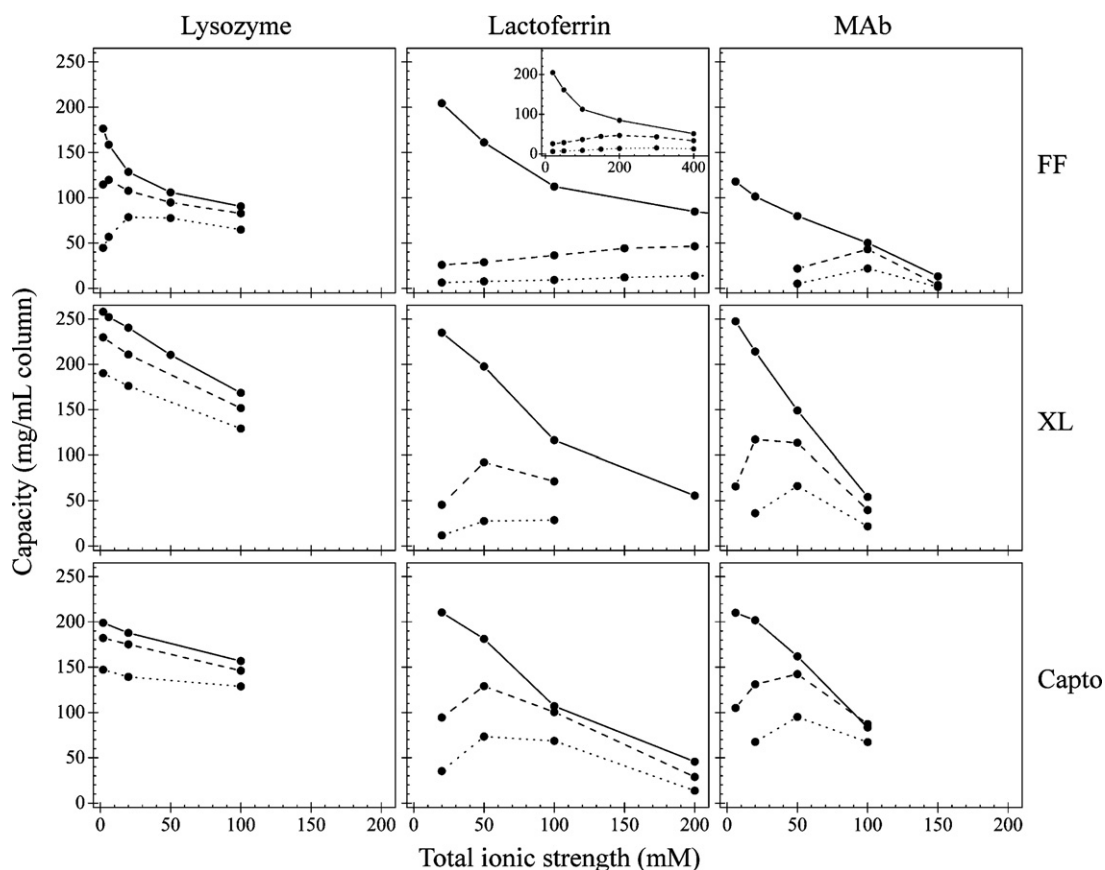 Lysozyme Lactoferrin MAb
250
200
150
100
50
0
200
100
0
0 200 400
FF
Capacity (mg/mL column)
250
200
150
100
50
0
XL
250
200
150
100
50
0
Capto
0 50 100 150 200 0 50 100 150 200 0 50 100 150 200
Total ionic strength (mM)